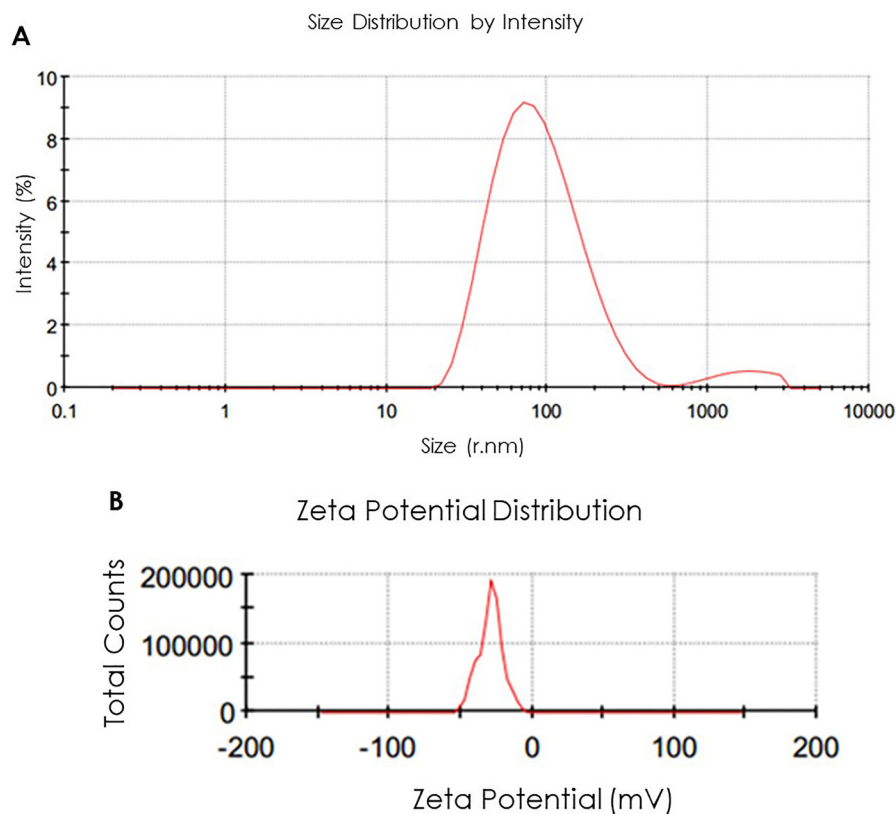 Size Distribution by Intensity
A
10
8
6
4
2
0
Intensity (%)
0.1 1 10 100 1000 10000
Size (r.nm)
B
Zeta Potential Distribution
200000
100000
0
Total Counts
-200 -100 0 100 200
Zeta Potential (mV)